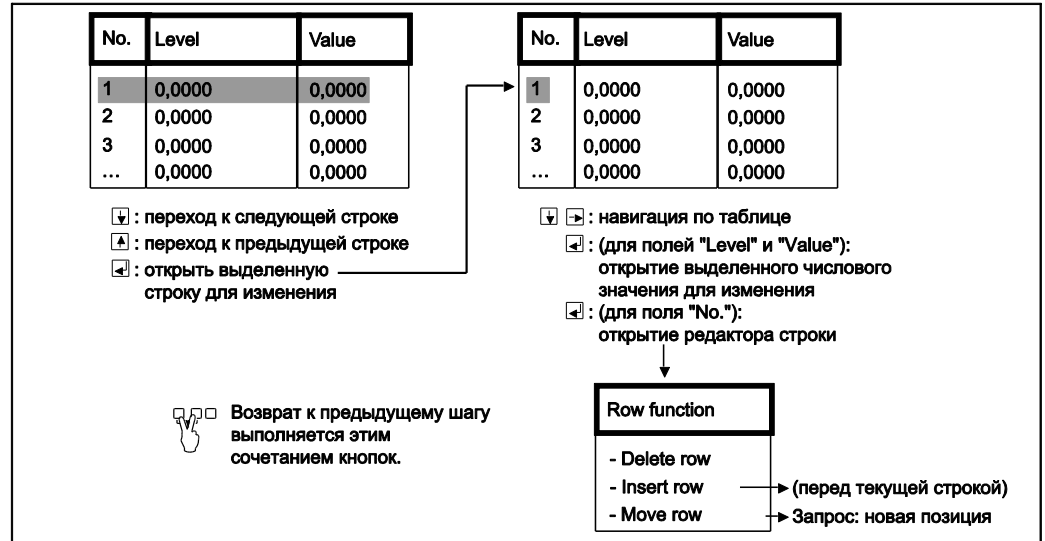 No. Level Value
1 0,0000 0,0000
2 0,0000 0,0000
3 0,0000 0,0000
... 0,0000 0,0000
: переход к следующей строке
: переход к предыдущей строке
: открыть выделенную
строку для изменения
No. Level Value
1 0,0000 0,0000
2 0,0000 0,0000
3 0,0000 0,0000
... 0,0000 0,0000
: навигация по таблице
: (для полей "Level" и "Value"):
открытие выделенного числового
значения для изменения
: (для поля "No."):
открытие редактора строки
Возврат к предыдущему шагу
выполняется этим
сочетанием кнопок.
Row function
- Delete row
- Insert row (перед текущей строкой)
- Move row Запрос: новая позиция